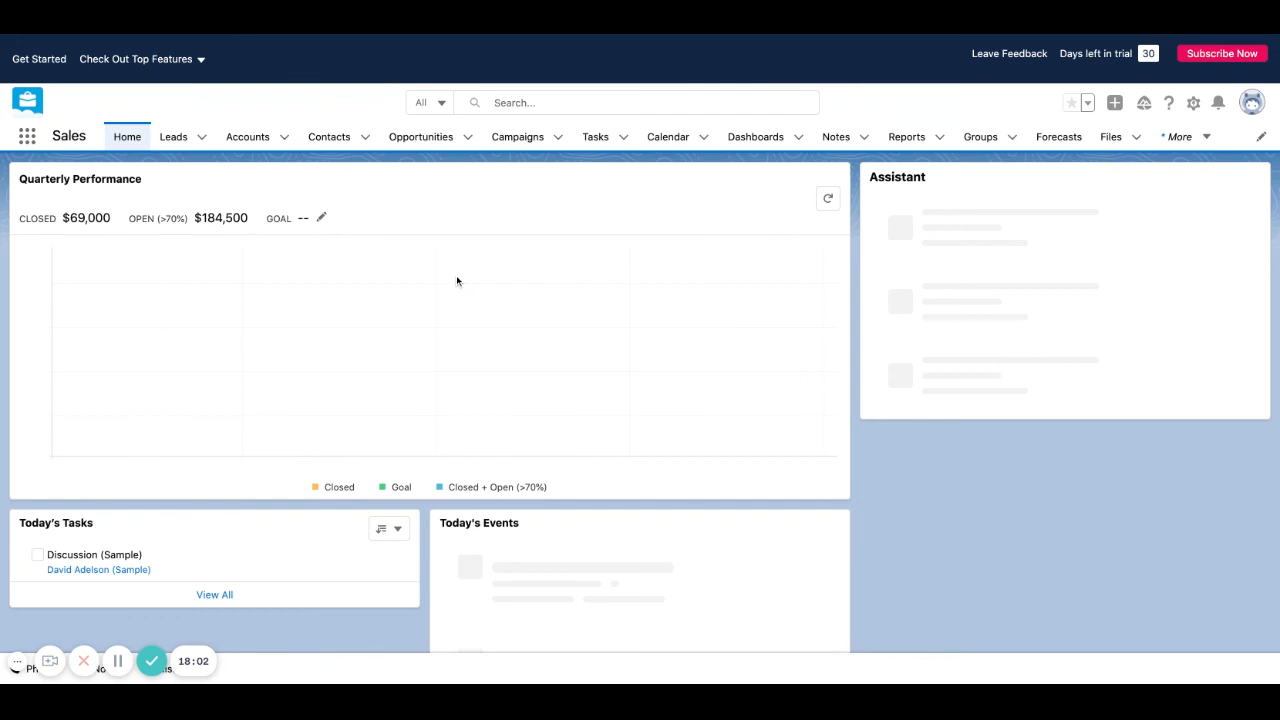 Get Started Check Out Top Features Leave Feedback Days left in trial 30 Subscribe Now
All Search...
Sales Home Leads Accounts Contacts Opportunities Campaigns Tasks Calendar Dashboards Notes Reports Groups Forecasts Files * More
Quarterly Performance
CLOSED $69,000 OPEN (>70%) $184,500 GOAL --
Closed Goal Closed + Open (>70%)
Assistant
Today's Tasks
Discussion (Sample)
David Adelson (Sample)
View All
Today's Events
18:02